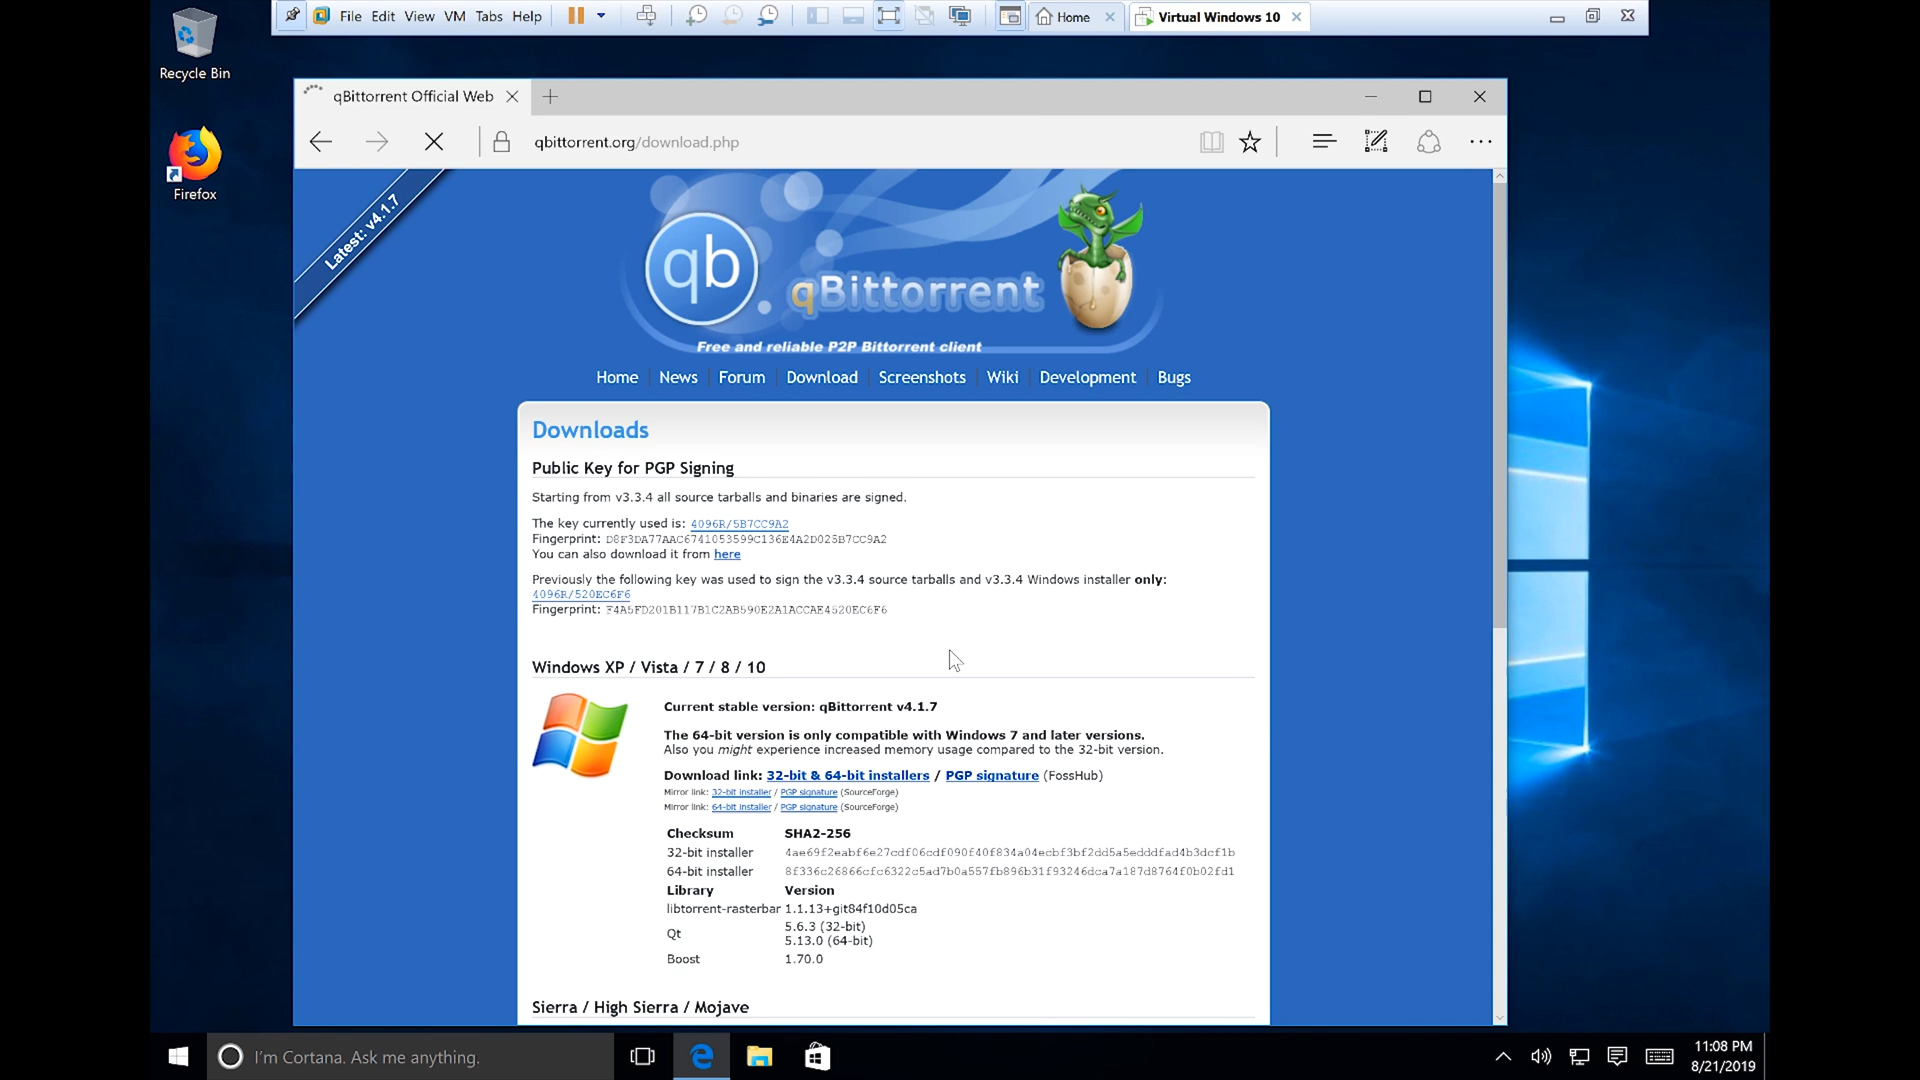 File Edit View VM Tabs Help
Home
Virtual Windows 10
Recycle Bin
Firefox
qBittorrent Official Web
qbittorrent.org/download.php
Latest: v4.1.7
qb
qBittorrent
Free and reliable P2P Bittorrent client
Home News Forum Download Screenshots Wiki Development Bugs
Downloads
Public Key for PGP Signing
Starting from v3.3.4 all source tarballs and binaries are signed.
The key currently used is: 4096R/5B7CC9A2
Fingerprint: D8F3DA77AAC6741053599C136E4A2D025B7CC9A2
You can also download it from here
Previously the following key was used to sign the v3.3.4 source tarballs and v3.3.4 Windows installer only:
4096R/520EC6F6
Fingerprint: F4A5FD201B117B1C2AB590E2A1ACCAE4520EC6F6
Windows XP / Vista / 7 / 8 / 10
Current stable version: qBittorrent v4.1.7
The 64-bit version is only compatible with Windows 7 and later versions.
Also you might experience increased memory usage compared to the 32-bit version.
Download link: 32-bit & 64-bit installers / PGP signature (FossHub)
Mirror link: 32-bit installer / PGP signature (SourceForge)
Mirror link: 64-bit installer / PGP signature (SourceForge)
Checksum SHA2-256
32-bit installer 4ae69f2eabf6e27cdf06cdf090f40f834a04ecbf3bf2dd5a5edddfad4b3dcf1b
64-bit installer 8f336c26866cfc6322c5ad7b0a557fb896b31f93246dca7a187d8764f0b02fd1
Library Version
libtorrent-rasterbar 1.1.13+git84f10d05ca
Qt
5.6.3 (32-bit)
5.13.0 (64-bit)
Boost 1.70.0
Sierra / High Sierra / Mojave
I'm Cortana. Ask me anything.
11:08 PM
8/21/2019